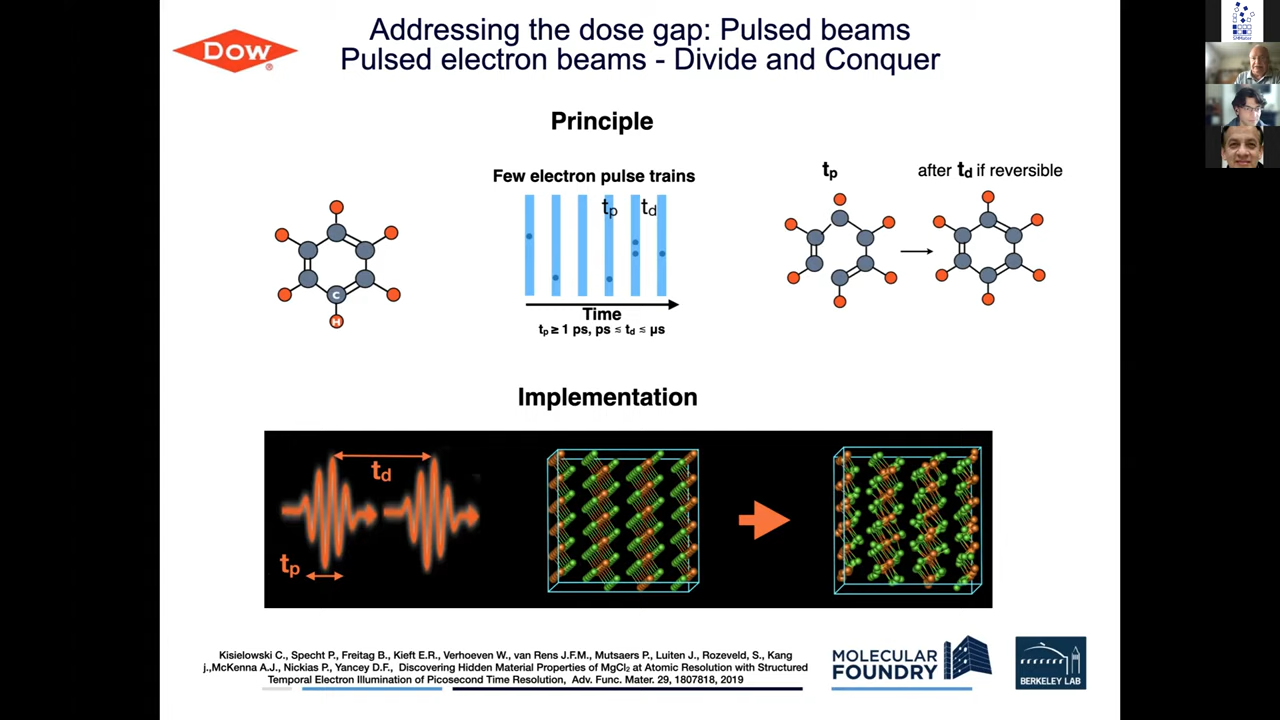 DOW
®
Addressing the dose gap: Pulsed beams
Pulsed electron beams - Divide and Conquer
SMMater
Principle
Few electron pulse trains
tp td
Time
tp ≥ 1 ps, ps ≤ td ≤ µs
C
H
tp
after td if reversible
Implementation
td
tp
Kisielowski C., Specht P., Freitag B., Kieft E.R., Verhoeven W., van Rens J.F.M., Mutsaers P., Luiten J., Rozeveld, S., Kang
j.,McKenna A.J., Nickias P., Yancey D.F., Discovering Hidden Material Properties of MgCl₂ at Atomic Resolution with Structured
Temporal Electron Illumination of Picosecond Time Resolution, Adv. Func. Mater. 29, 1807818, 2019
MOLECULAR
FOUNDRY
BERKELEY LAB